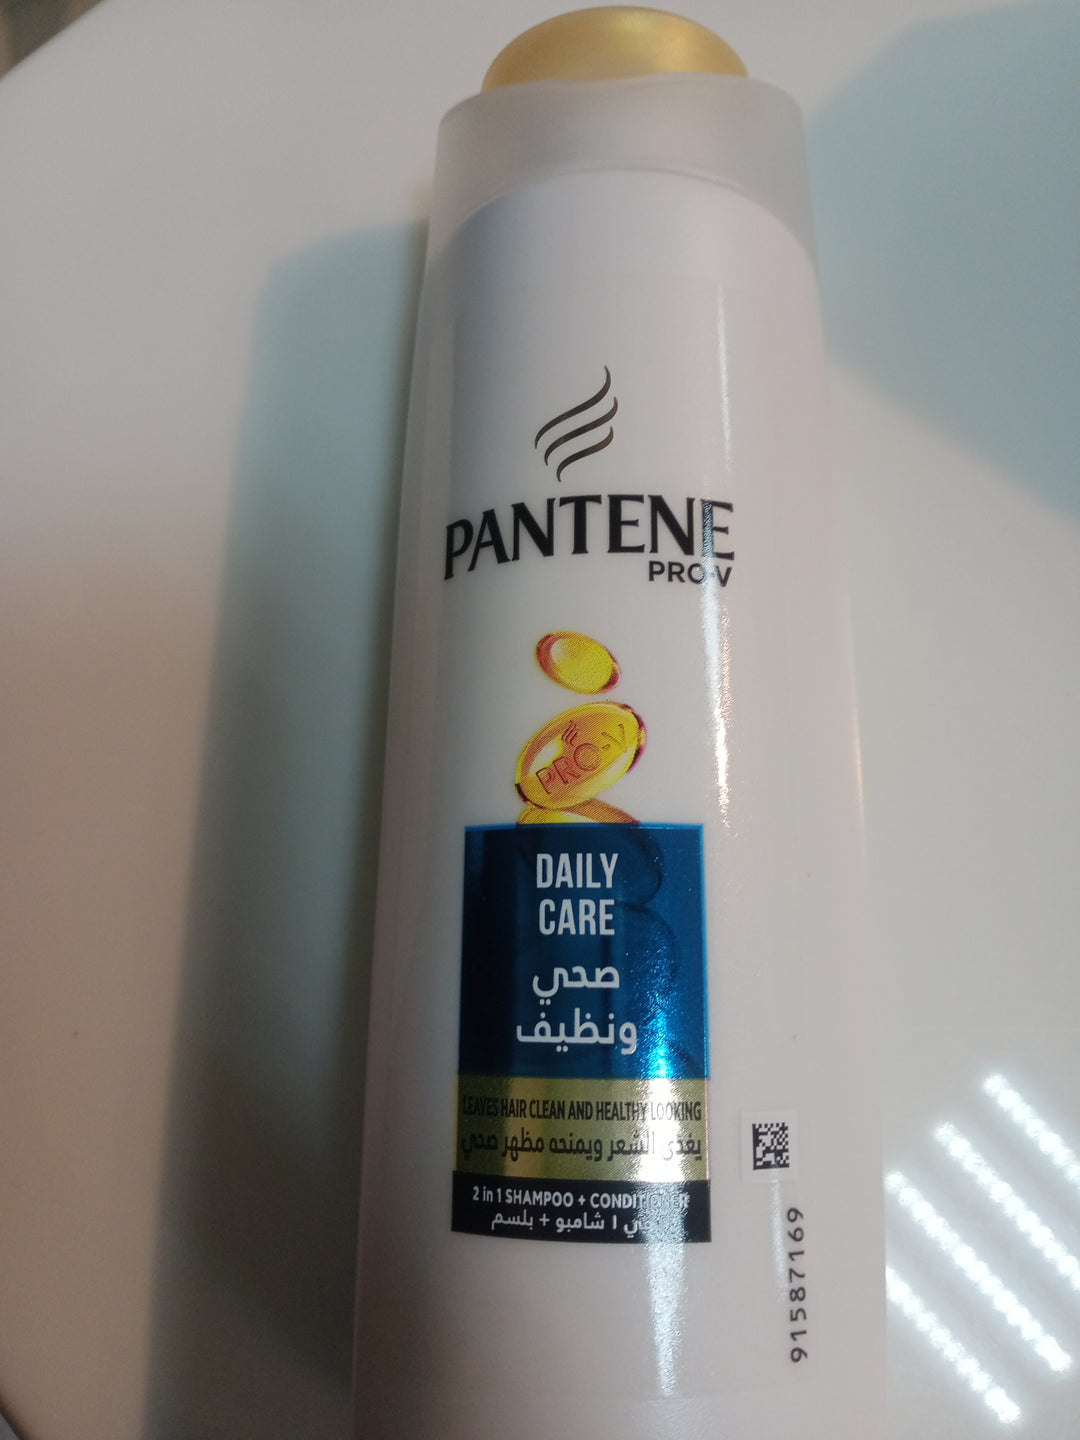 PANTENE
PRO-V
PRO-V
DAILY
CARE
صحي
ونظيف
LEAVES HAIR CLEAN AND HEALTHY LOOKING
يغذي الشعر ويمنحه مظهر صحي
2 in 1 SHAMPOO + CONDITIONER
١ شامبو + بلسم
91587169